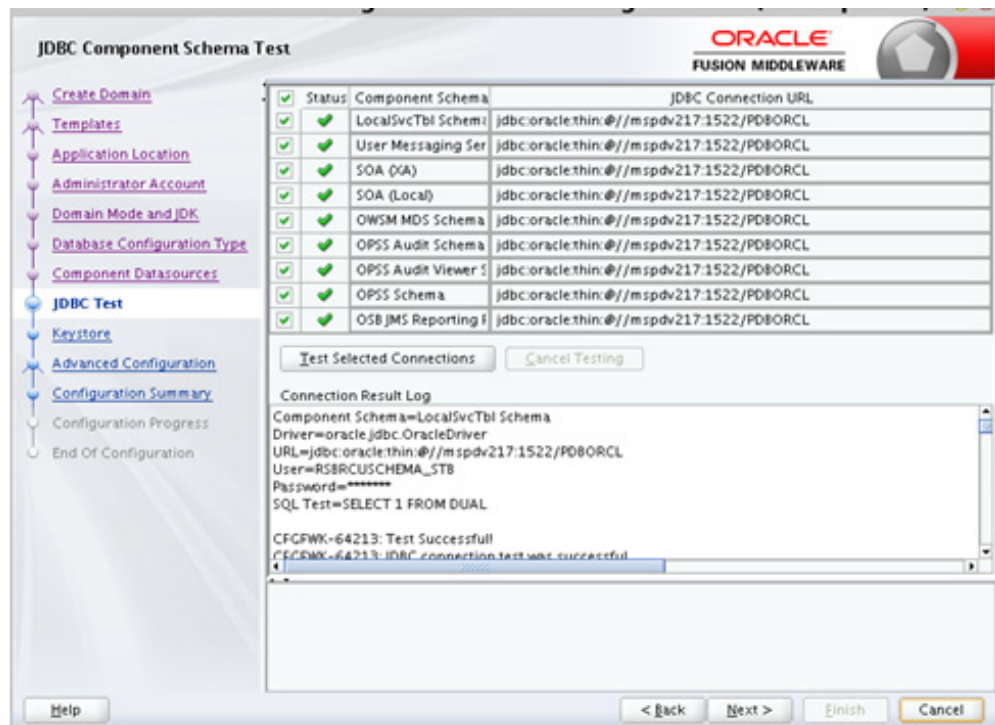 JDBC Component Schema Test
ORACLE
FUSION MIDDLEWARE
Create Domain
Templates
Application Location
Administrator Account
Domain Mode and JDK
Database Configuration Type
Component Datasources
JDBC Test
Keystore
Advanced Configuration
Configuration Summary
Configuration Progress
End Of Configuration
Status Component Schema JDBC Connection URL
LocalSvcTbl Schema jdbc:oracle:thin:@//mspdv217:1522/PDBORCL
User Messaging Ser jdbc:oracle:thin:@//mspdv217:1522/PDBORCL
SOA (XA) jdbc:oracle:thin:@//mspdv217:1522/PDBORCL
SOA (Local) jdbc:oracle:thin:@//mspdv217:1522/PDBORCL
OWSM MDS Schema jdbc:oracle:thin:@//mspdv217:1522/PDBORCL
OPSS Audit Schema jdbc:oracle:thin:@//mspdv217:1522/PDBORCL
OPSS Audit Viewer S jdbc:oracle:thin:@//mspdv217:1522/PDBORCL
OPSS Schema jdbc:oracle:thin:@//mspdv217:1522/PDBORCL
OSB JMS Reporting P jdbc:oracle:thin:@//mspdv217:1522/PDBORCL
Test Selected Connections Cancel Testing
Connection Result Log
Component Schema=LocalSvcTbl Schema
Driver=oracle.jdbc.OracleDriver
URL=jdbc:oracle:thin:@//mspdv217:1522/PDBORCL
User=RSBRCUSCHEMA_STB
Password=*******
SQL Test=SELECT 1 FROM DUAL
CFGFWK-64213: Test Successful!
CFGFWK-64213: JDBC connection test was successful
Help
< Back Next > Finish Cancel